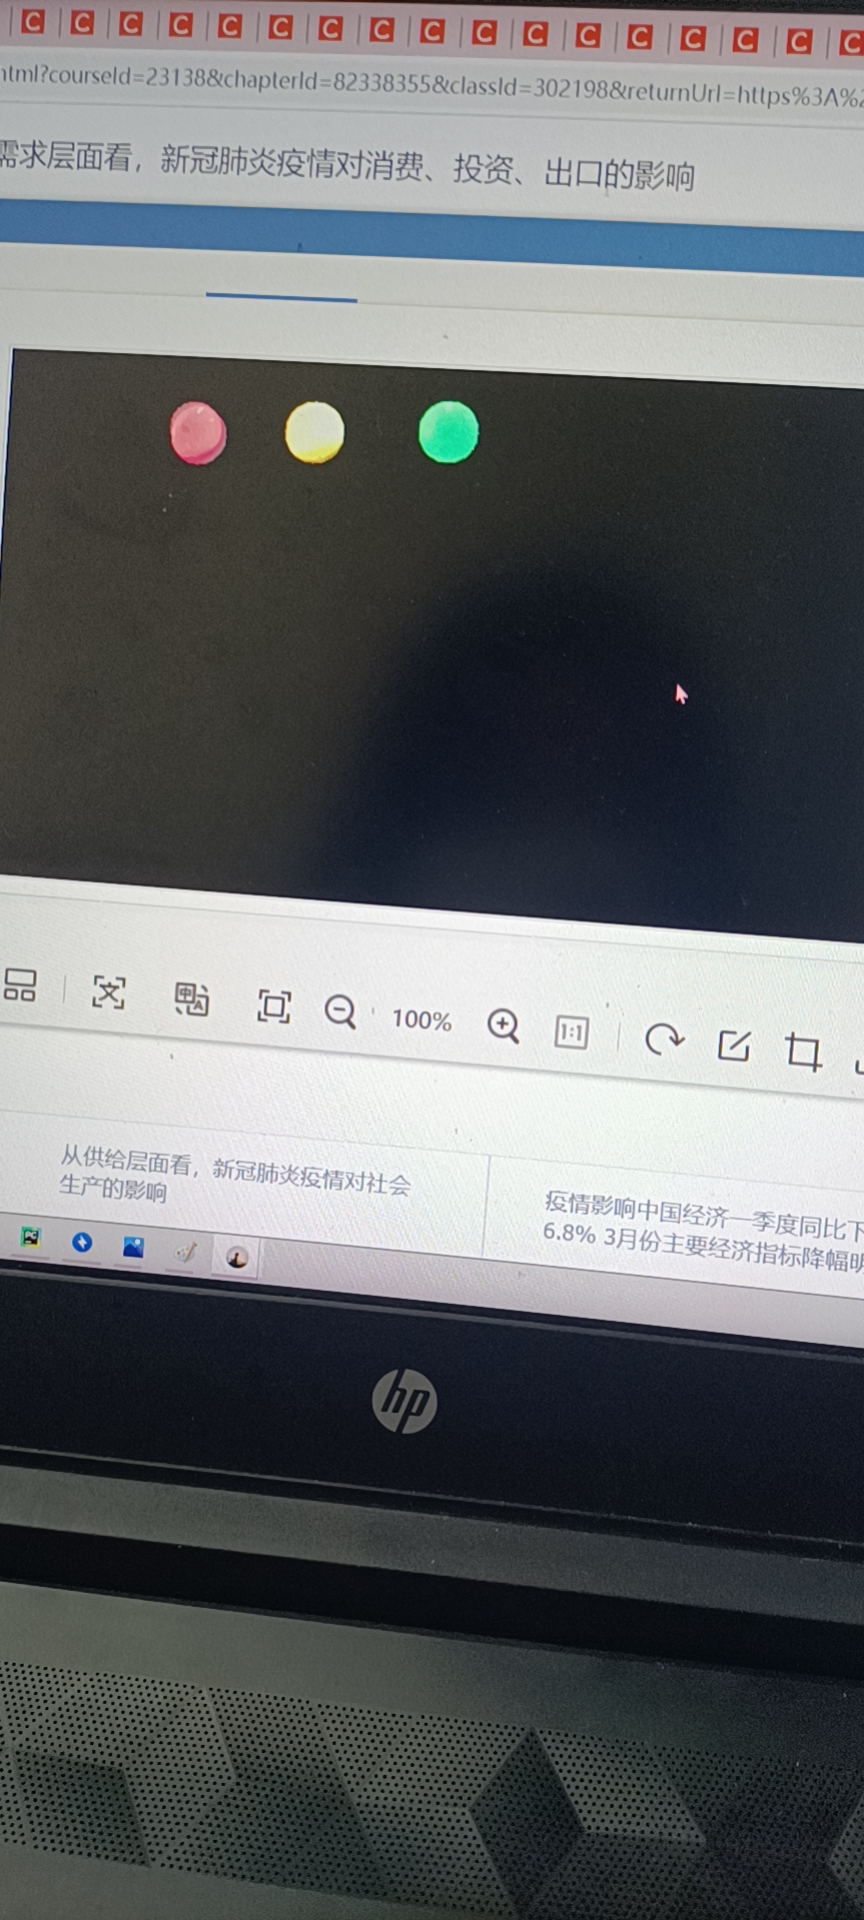 C C C C C C C C C C C C C C C C C
html?courseId=23138&chapterId=82338355&classId=302198&returnUrl=https%3A%2
需求层面看，新冠肺炎疫情对消费、投资、出口的影响
100%
1:1
从供给层面看，新冠肺炎疫情对社会
生产的影响
疫情影响中国经济一季度同比下
6.8% 3月份主要经济指标降幅明
PC
hp